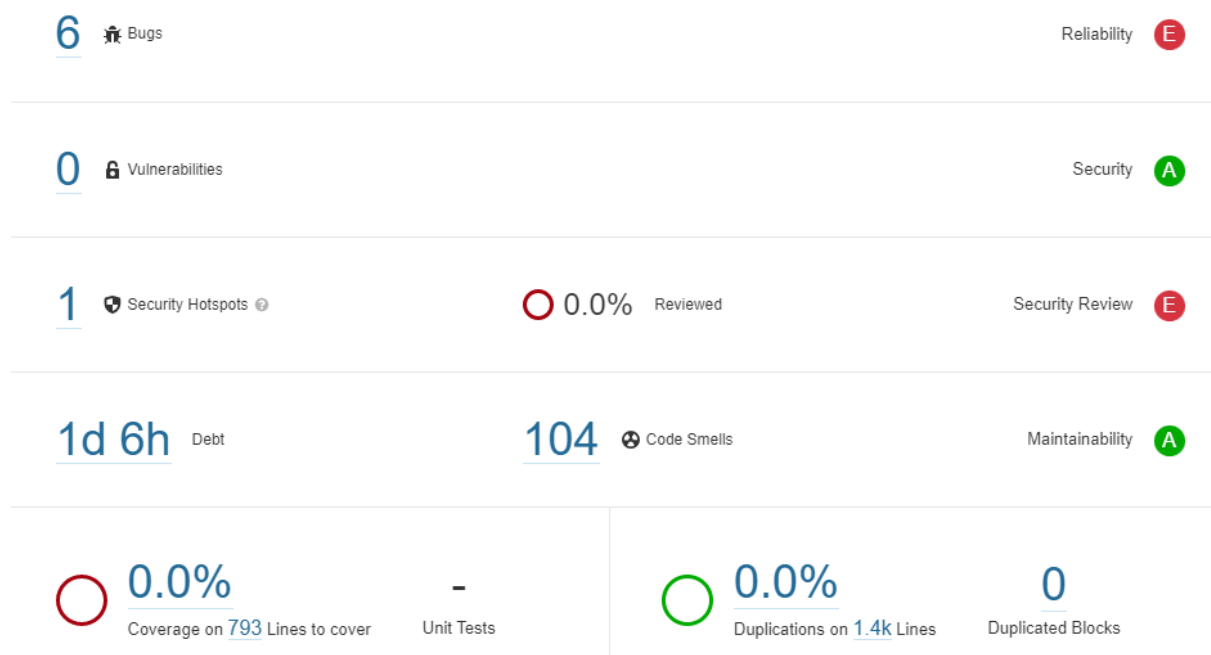 6 Bugs Reliability E
0 Vulnerabilities Security A
1 Security Hotspots ? 0.0% Reviewed Security Review E
1d 6h Debt 104 Code Smells Maintainability A
0.0% - 0.0% 0
Coverage on 793 Lines to cover Unit Tests Duplications on 1.4k Lines Duplicated Blocks